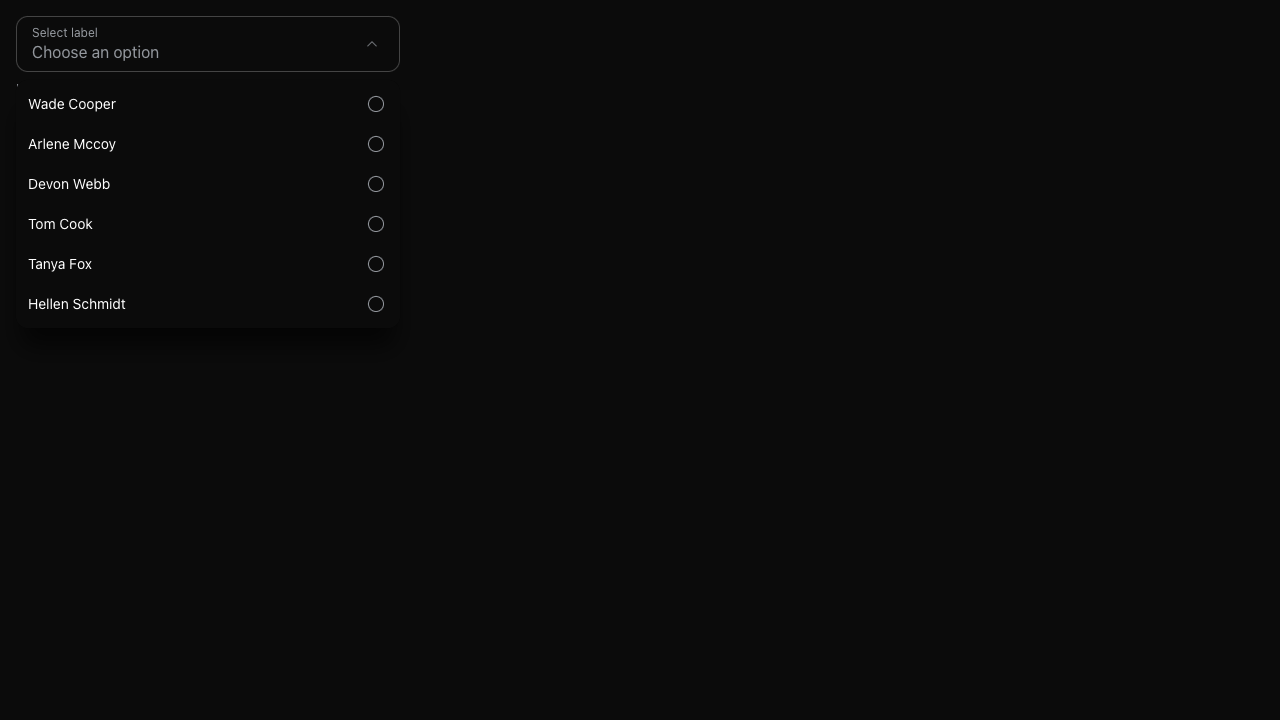 Select label
Choose an option
Wade Cooper
Arlene Mccoy
Devon Webb
Tom Cook
Tanya Fox
Hellen Schmidt